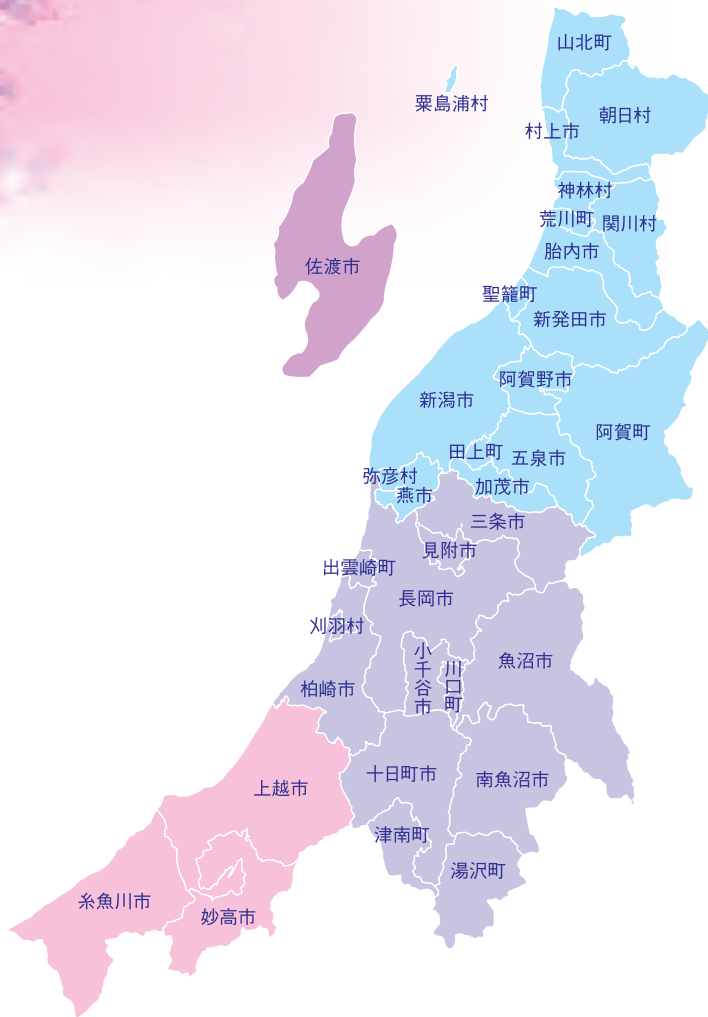 山北町
粟島浦村
朝日村
村上市
神林村
荒川町
関川村
胎内市
佐渡市
聖籠町
新発田市
阿賀野市
新潟市
阿賀町
田上町
五泉市
弥彦村
加茂市
燕市
三条市
見附市
出雲崎町
長岡市
刈羽村
小千谷市
川口町
魚沼市
柏崎市
十日町市
南魚沼市
上越市
津南町
湯沢町
糸魚川市
妙高市